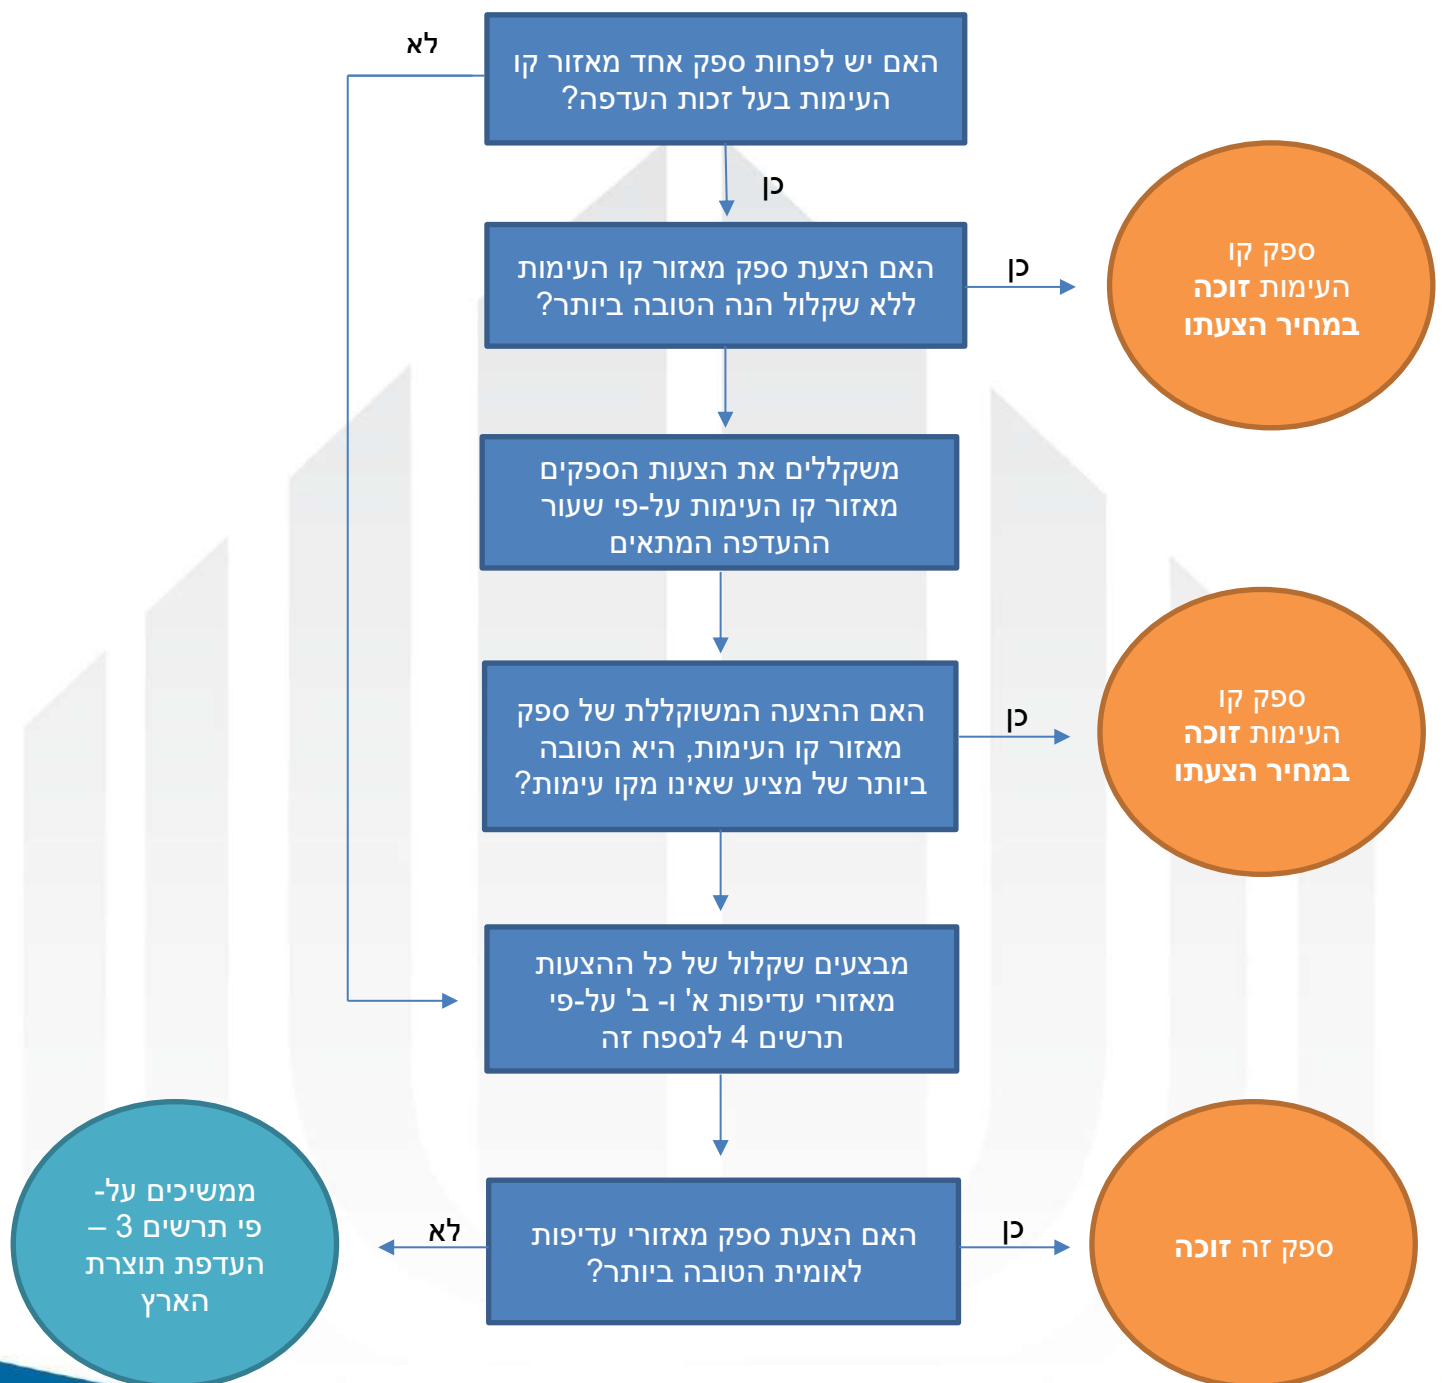 האם יש לפחות ספק אחד מאזור קו
העימות בעל זכות העדפה?
לא
כן
האם הצעת ספק מאזור קו העימות
ללא שקלול הנה הטובה ביותר?
כן
ספק קו
העימות זוכה
במחיר הצעתו
משקללים את הצעות הספקים
מאזור קו העימות על-פי שעור
ההעדפה המתאים
האם ההצעה המשוקללת של ספק
מאזור קו העימות, היא הטובה
ביותר של מציע שאינו מקו עימות?
כן
ספק קו
העימות זוכה
במחיר הצעתו
מבצעים שקלול של כל ההצעות
מאזורי עדיפות א' ו- ב' על-פי
תרשים 4 לנספח זה
האם הצעת ספק מאזורי עדיפות
לאומית הטובה ביותר?
כן
ספק זה זוכה
לא
ממשיכים על-
פי תרשים 3 –
העדפת תוצרת
הארץ